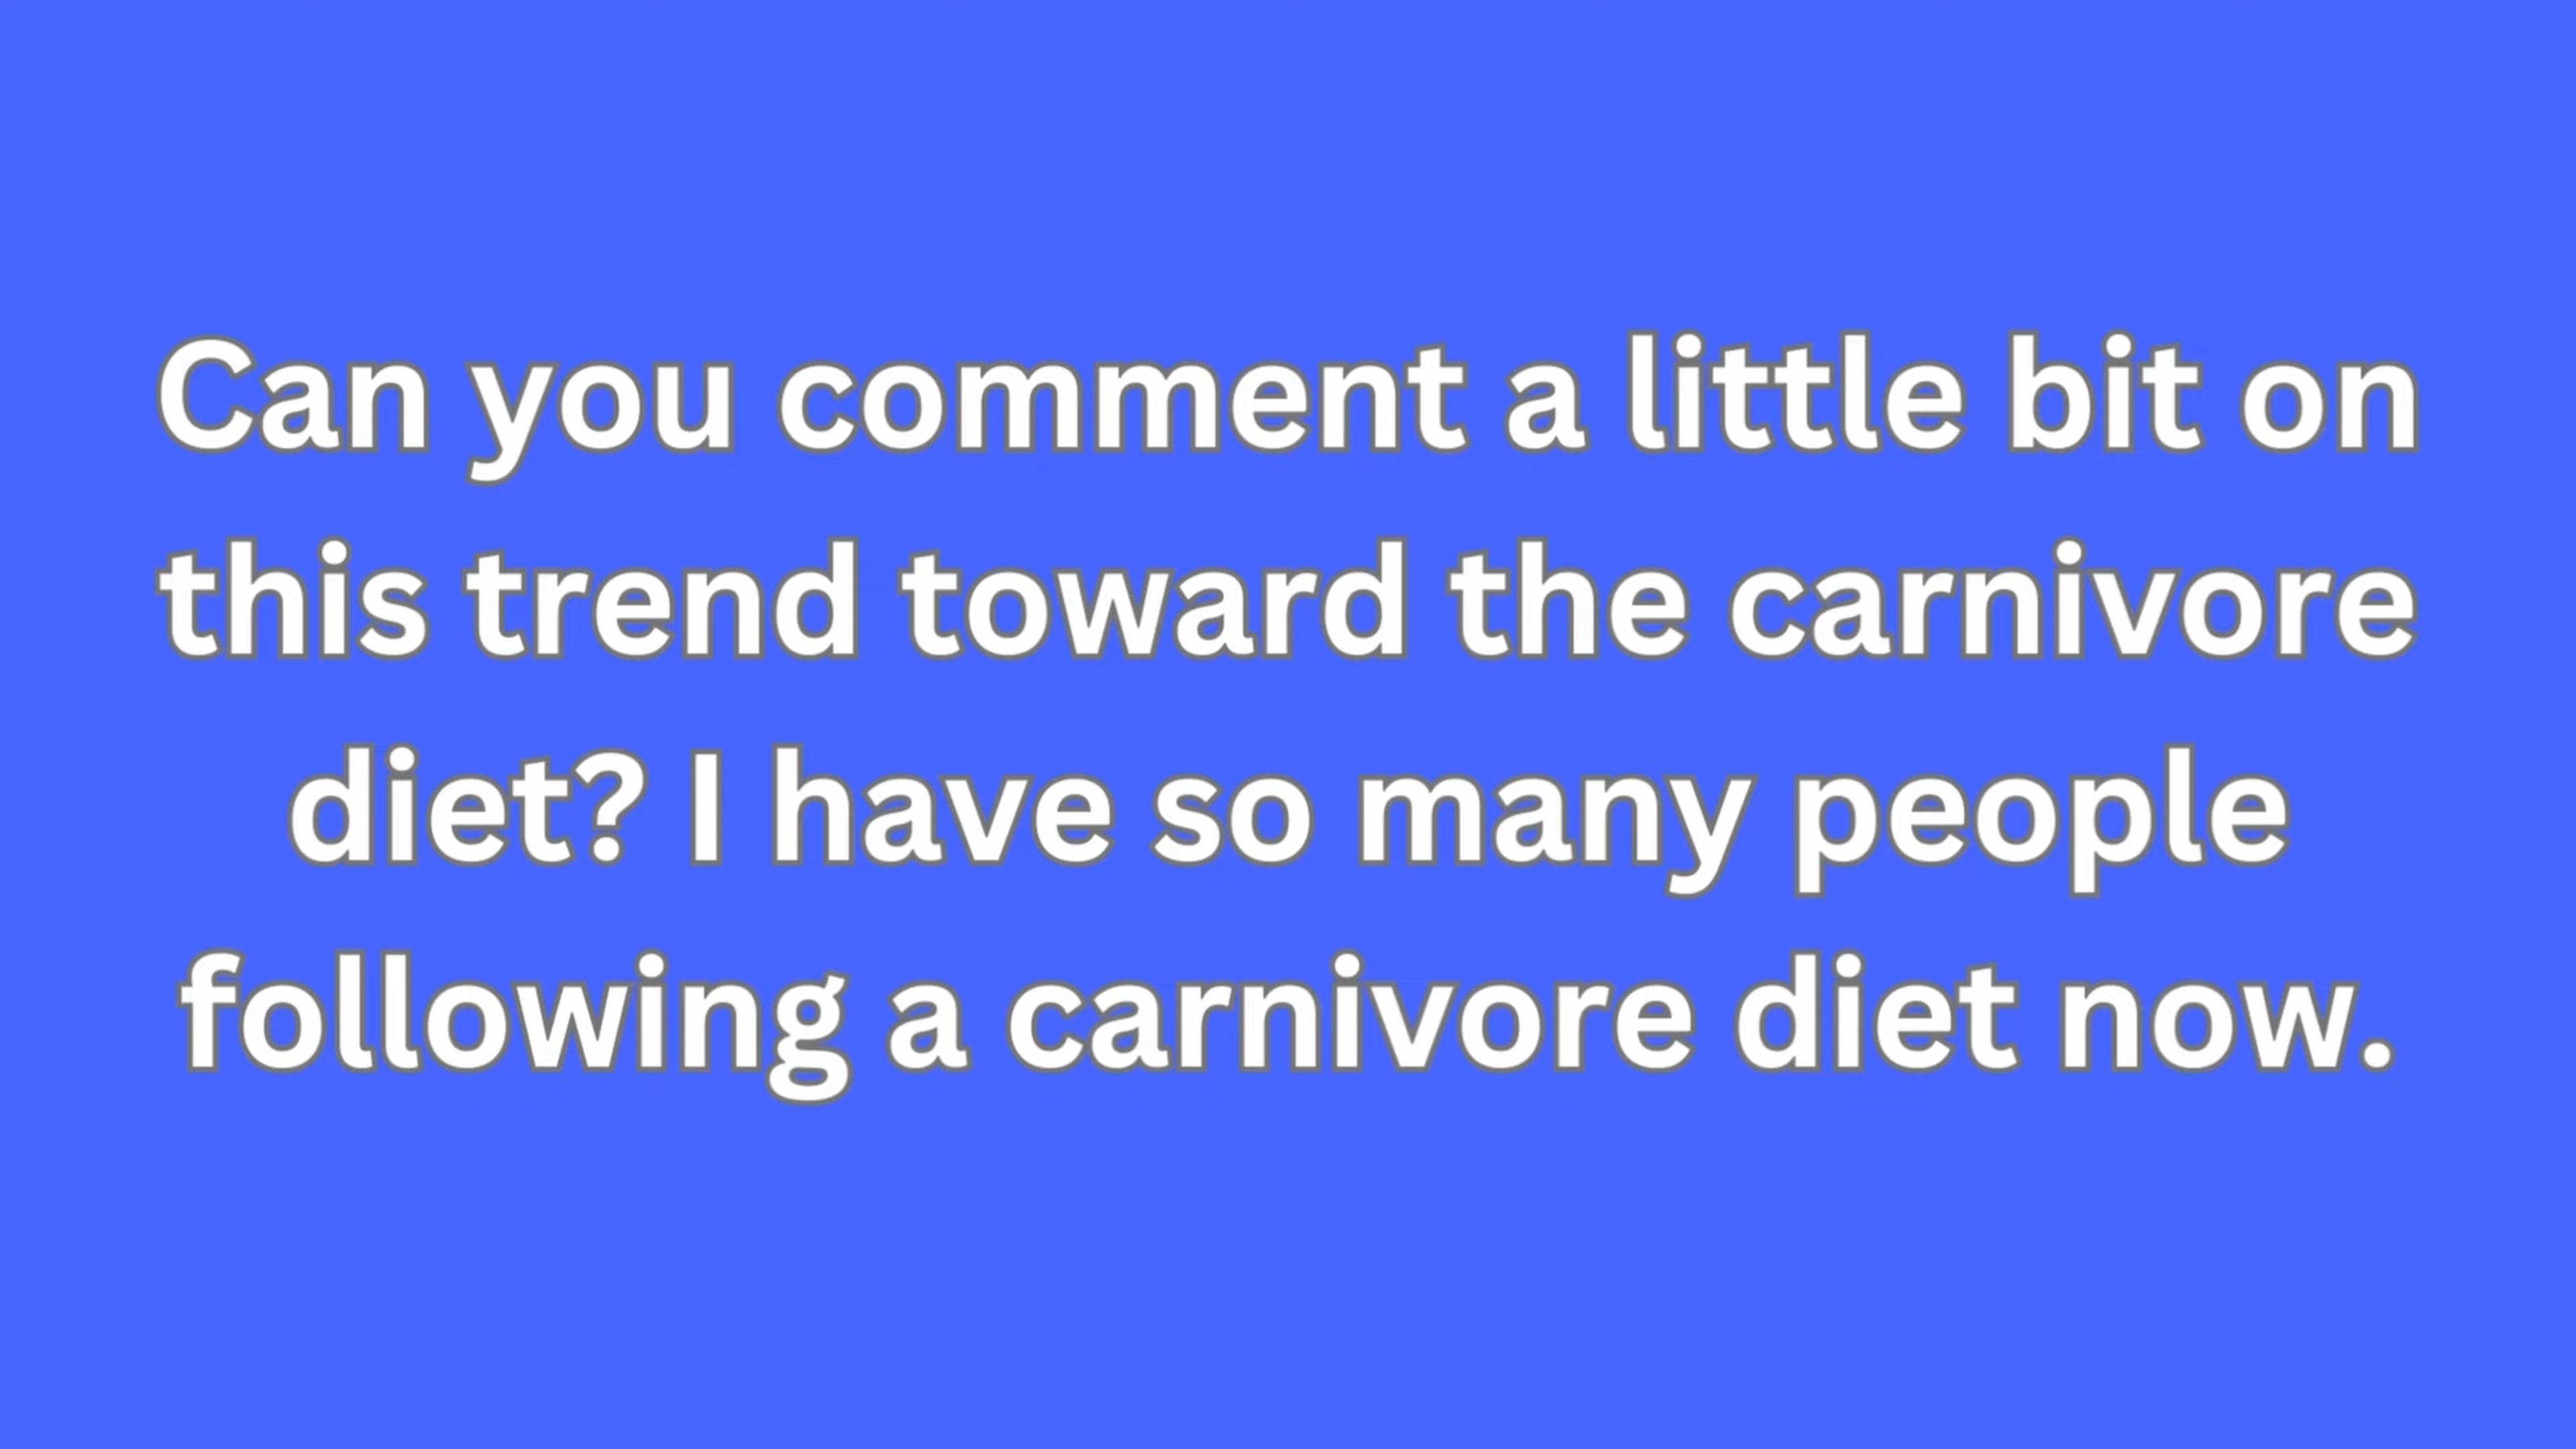 Can you comment a little bit on
this trend toward the carnivore
diet? I have so many people
following a carnivore diet now.